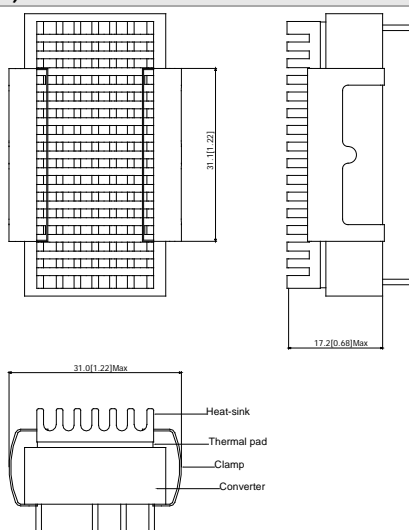 31.1[1.22]
17.2[0.68]Max
31.0[1.22]Max
Heat-sink
Thermal pad
Clamp
Converter